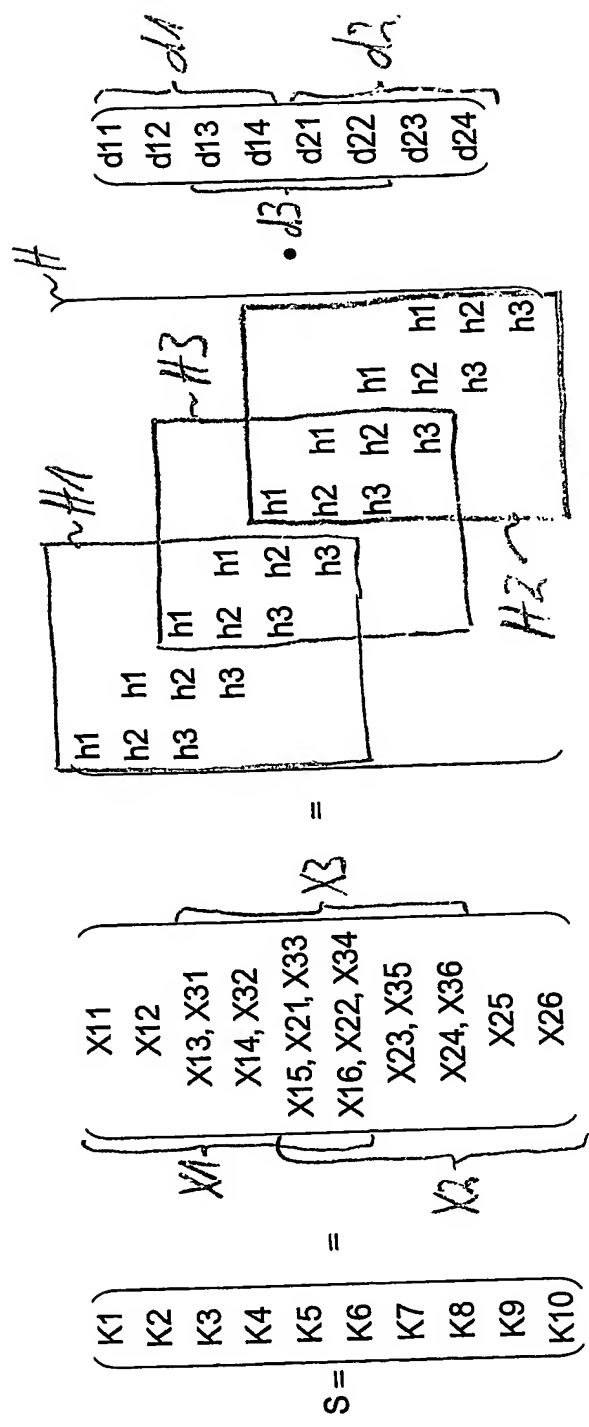 S =
K1
K2
K3
K4
K5
K6
K7
K8
K9
K10
=
X1
X2
X11
X12
X13, X31
X14, X32
X15, X21, X33
X16, X22, X34
X23, X35
X24, X36
X25
X26
X3
=
H1
H3
H
h1
h2 h1
h3 h2 h1
h3 h2 h1
h3 h2 h1
h3 h2 h1
h3 h2 h1
h3 h2 h1
h3 h2
h3
H2
•
d3
d11
d12
d13
d14
d21
d22
d23
d24
d1
d2